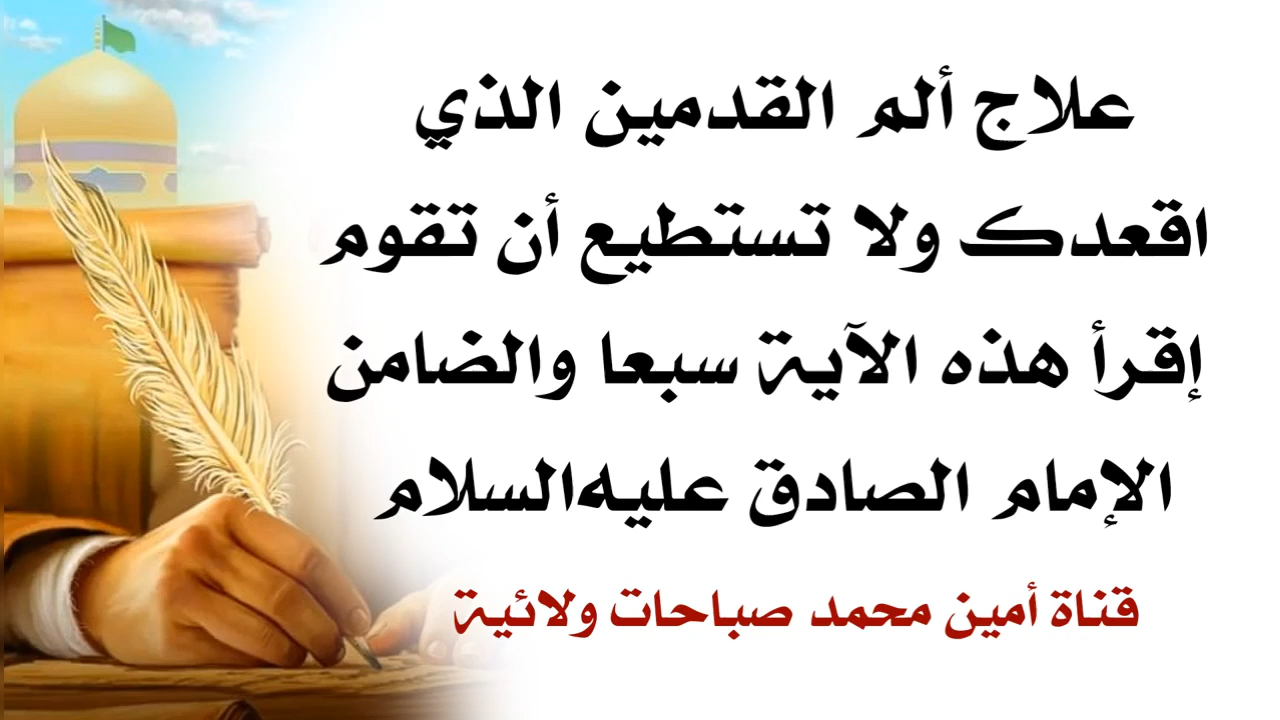 علاج ألم القدمين الذي
اقعدك ولا تستطيع أن تقوم
إقرأ هذه الآية سبعا والضامن
الإمام الصادق عليه‌السلام
قناة أمين محمد صباحات ولائية